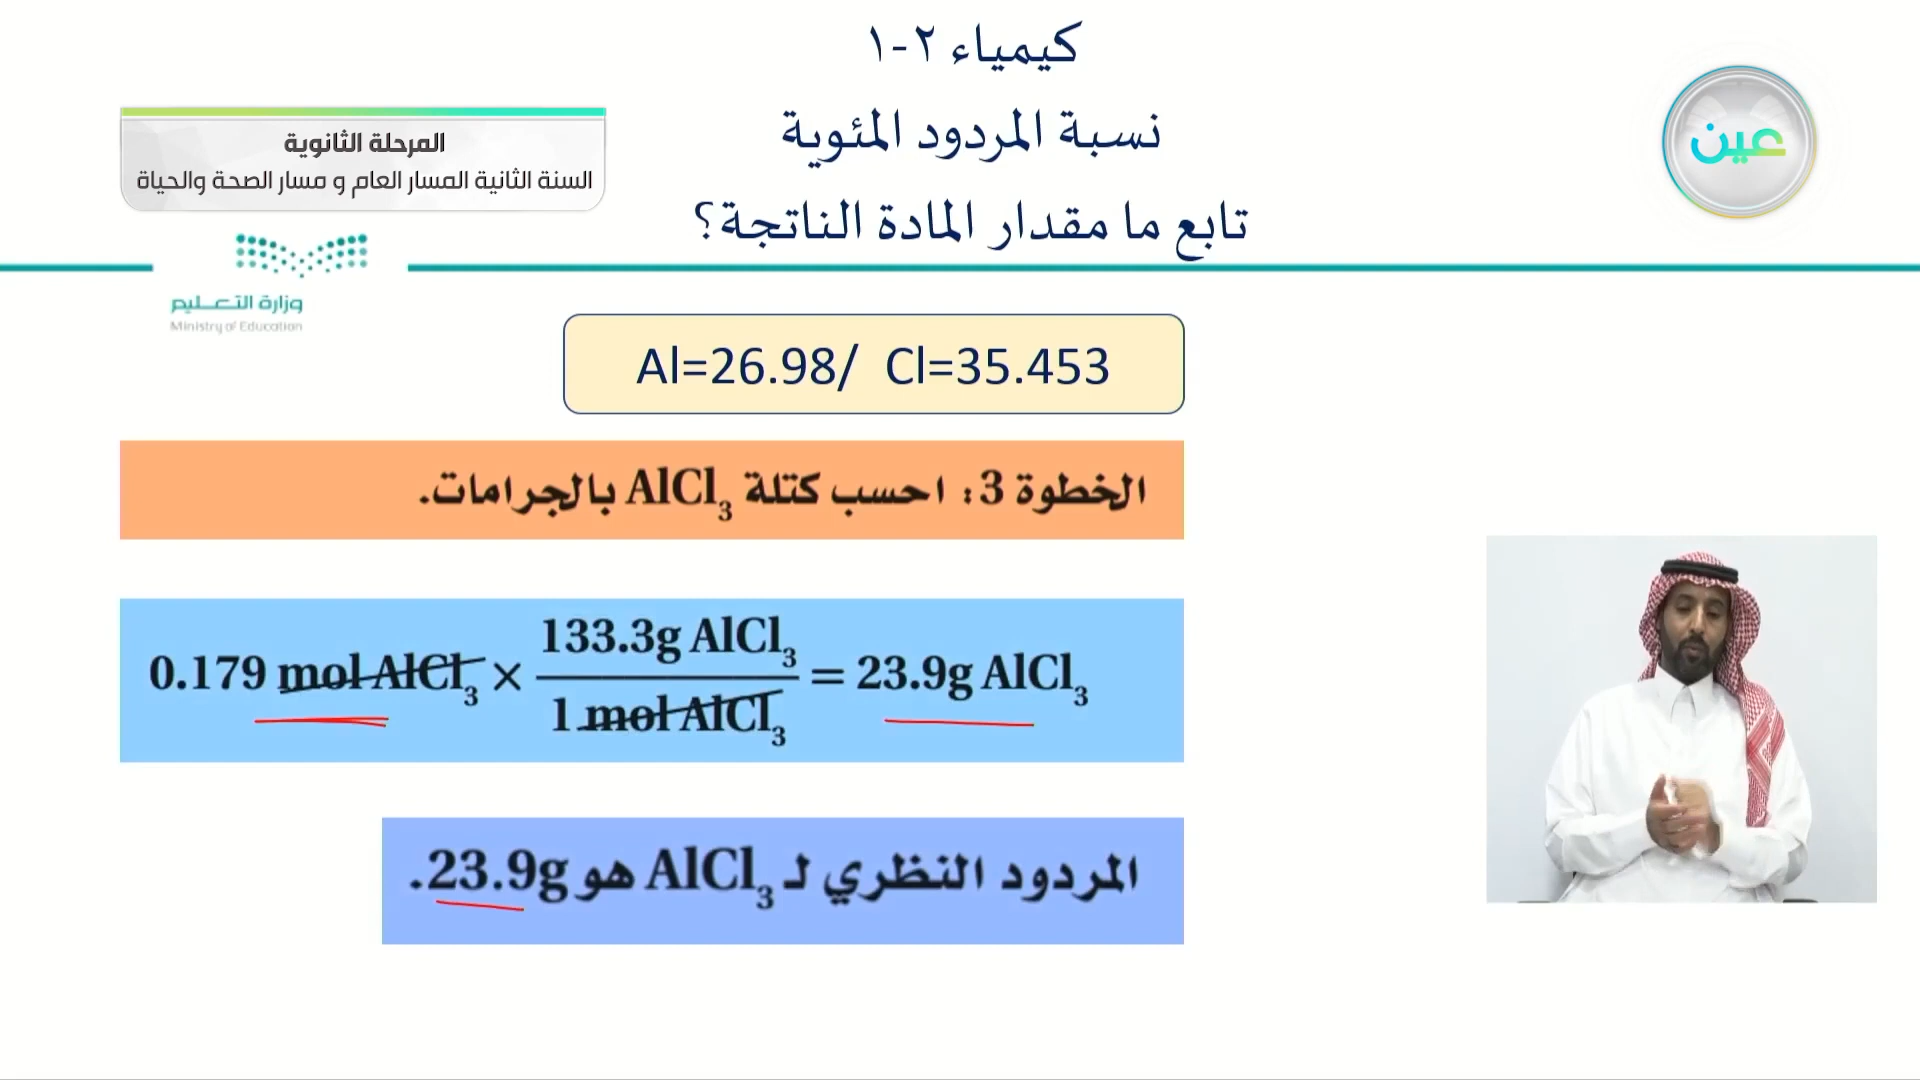 كيمياء ٢-١
نسبة المردود المئوية
تابع ما مقدار المادة الناتجة؟
عين
المرحلة الثانوية
السنة الثانية المسار العام و مسار الصحة والحياة
وزارة التعـــليم
Ministry of Education
Al=26.98/ Cl=35.453
الخطوة 3: احسب كتلة AlCl₃ بالجرامات.
0.179 mol AlCl₃ × 133.3g AlCl₃ / 1 mol AlCl₃ = 23.9g AlCl₃
المردود النظري لـ AlCl₃ هو 23.9g.